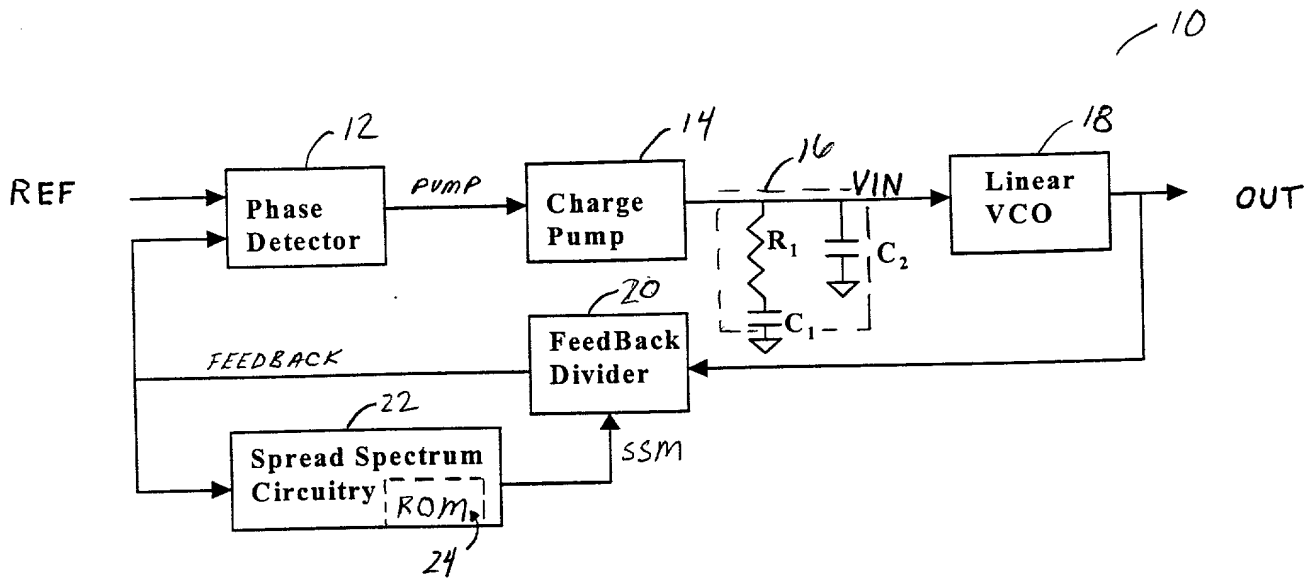 10
12
14
16
18
REF
Phase
Detector
PUMP
Charge
Pump
VIN
Linear
VCO
OUT
R1
C2
C1
20
FeedBack
Divider
FEEDBACK
22
Spread Spectrum
Circuitry
ROM
24
SSM